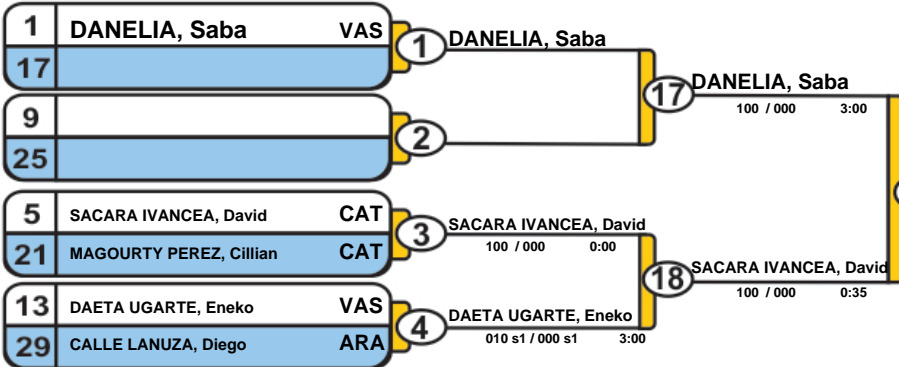 1 DANELIA, Saba VAS
17
1 DANELIA, Saba
9
25
2
17 DANELIA, Saba
100 / 000 3:00
5 SACARA IVANCEA, David CAT
21 MAGOURTY PEREZ, Cillian CAT
3 SACARA IVANCEA, David
100 / 000 0:00
13 DAETA UGARTE, Eneko VAS
29 CALLE LANUZA, Diego ARA
4 DAETA UGARTE, Eneko
010 s1 / 000 s1 3:00
18 SACARA IVANCEA, David
100 / 000 0:35